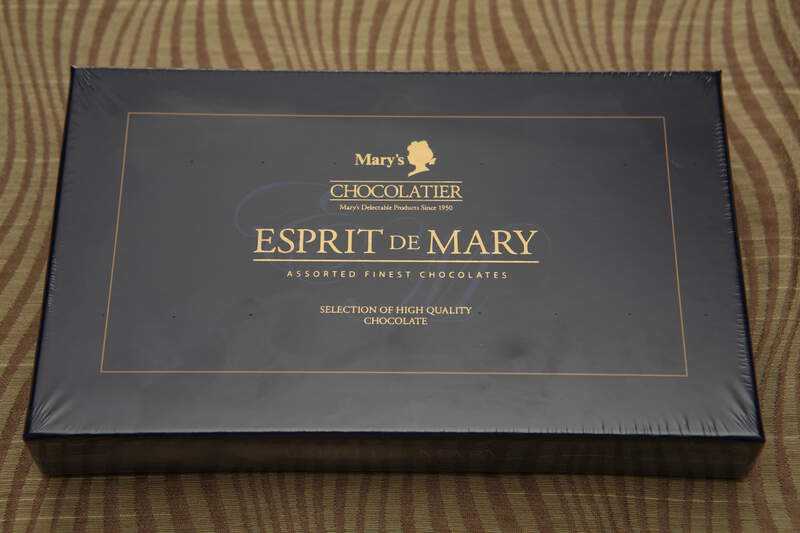 Mary's
CHOCOLATIER
Mary's Delectable Products Since 1950
ESPRIT DE MARY
ASSORTED FINEST CHOCOLATES
SELECTION OF HIGH QUALITY
CHOCOLATE